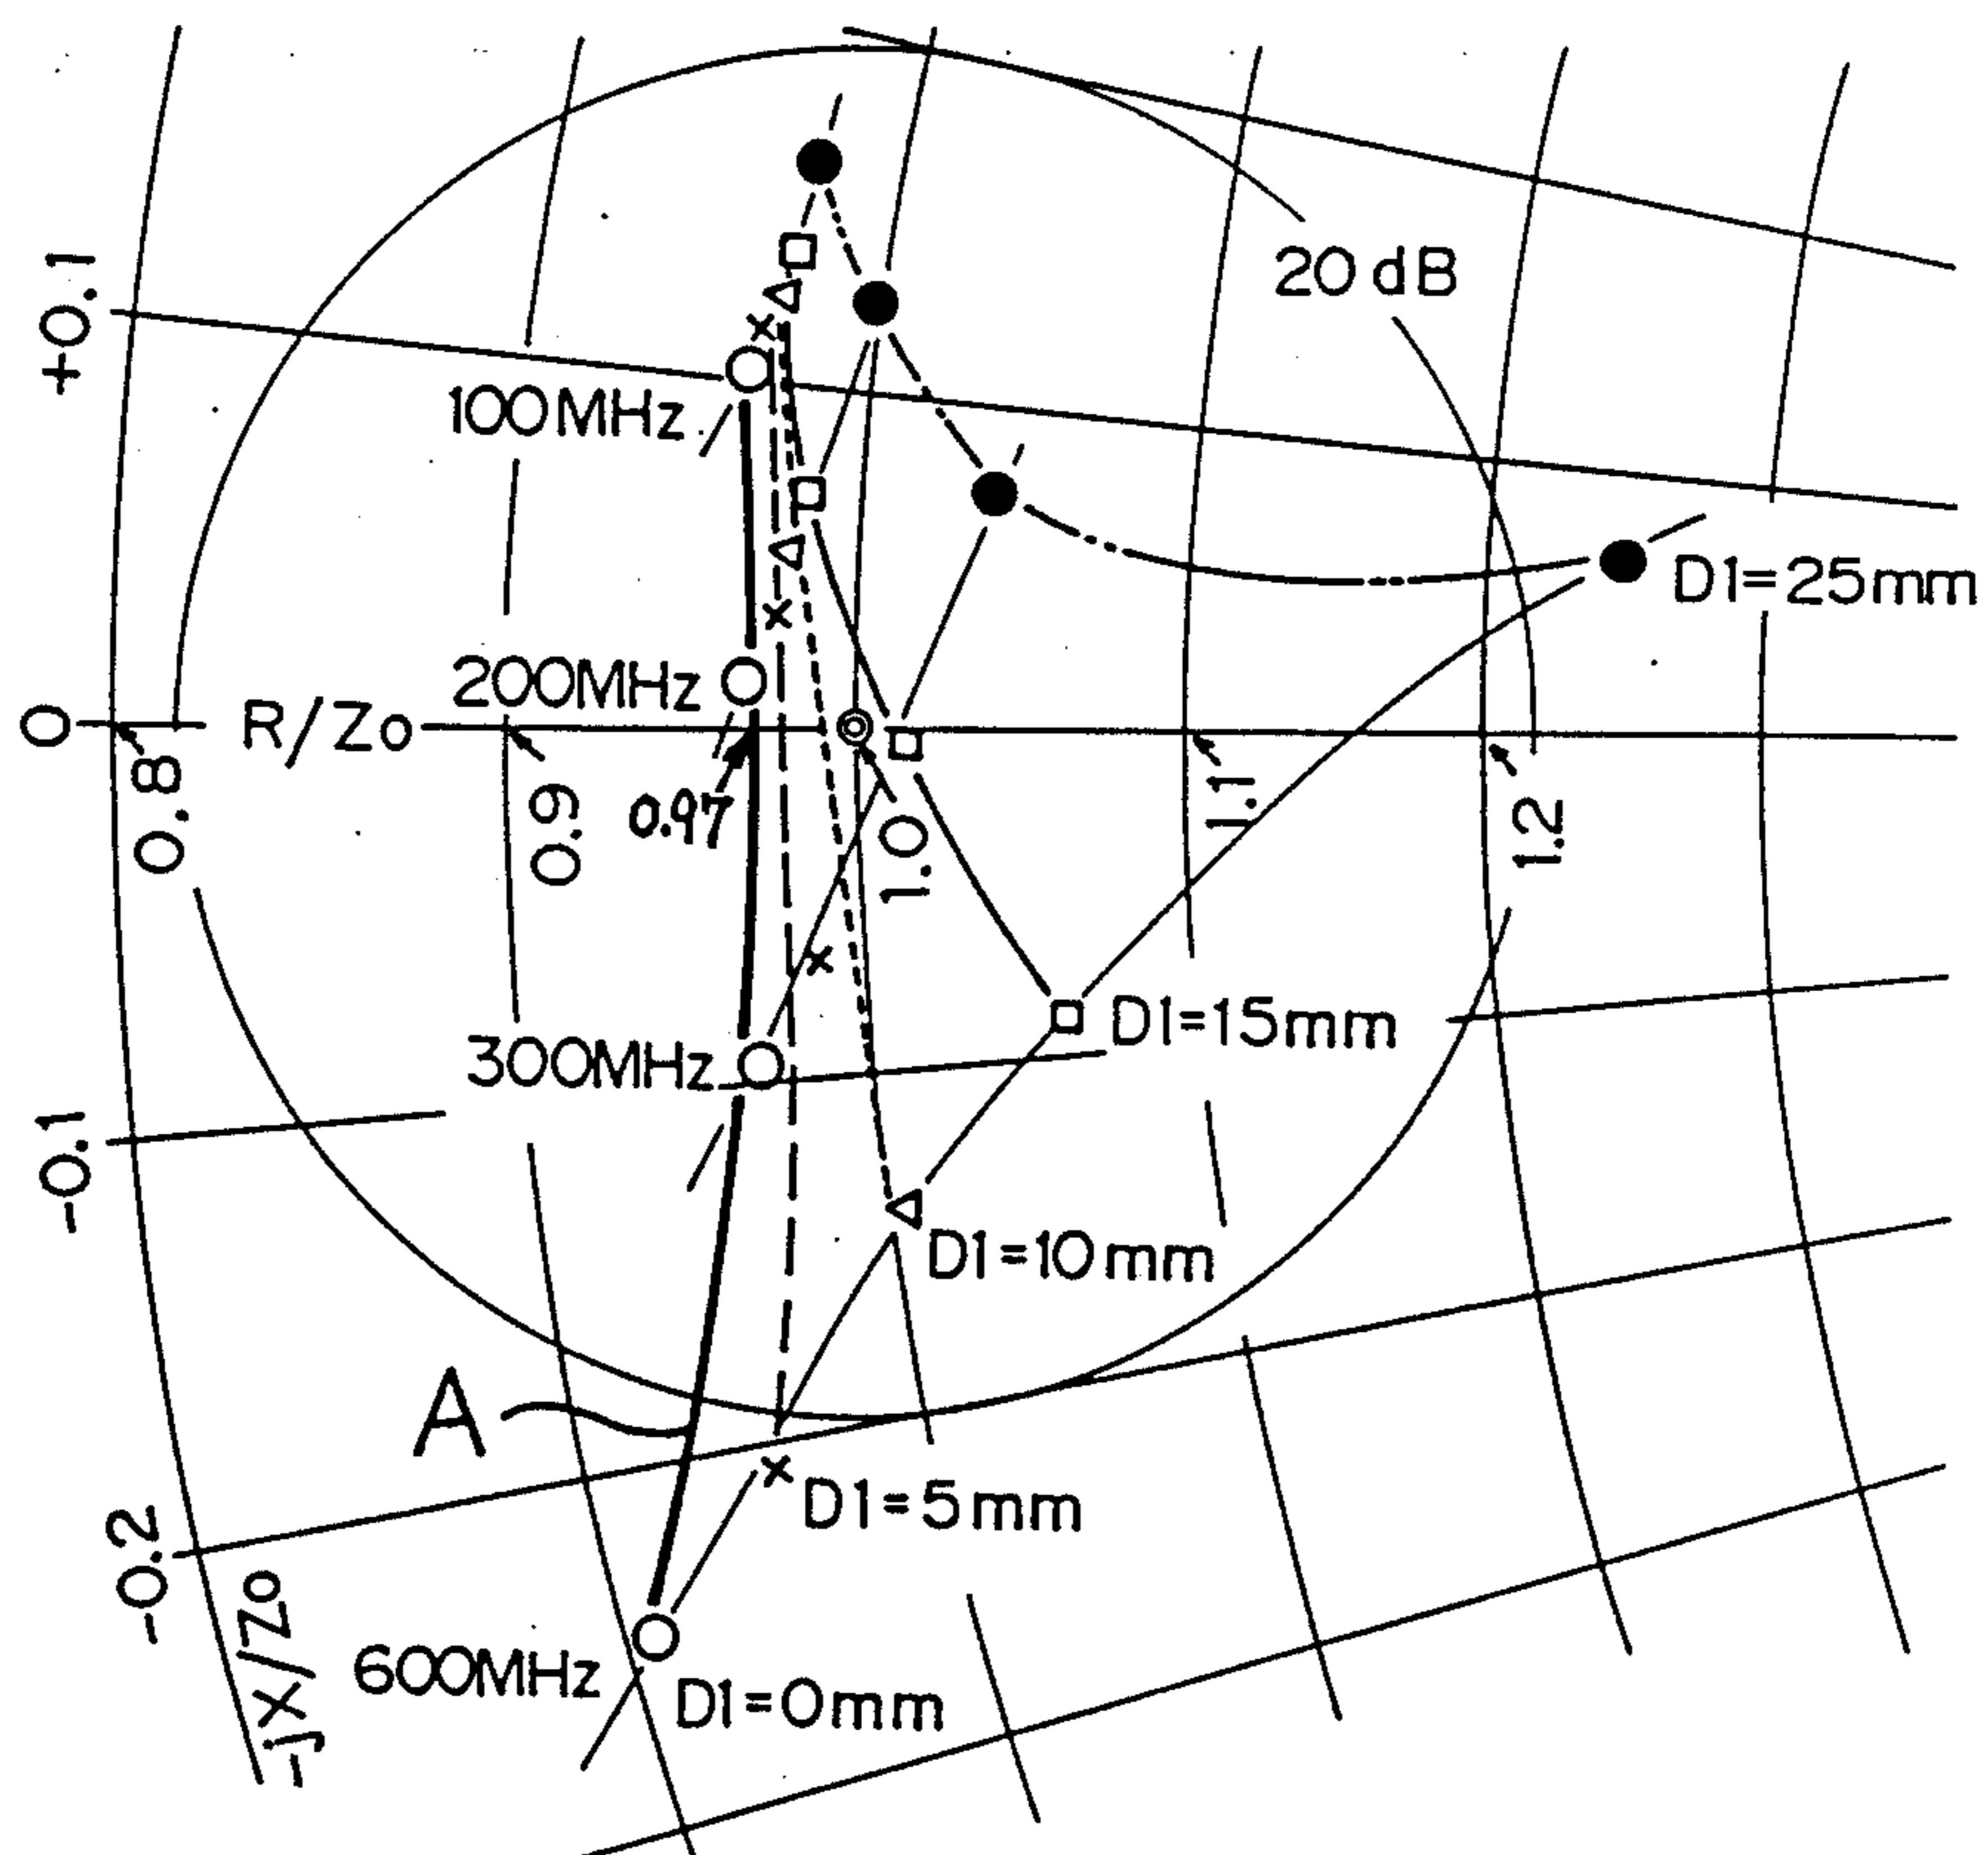 20 dB
+0.1
100MHz
D1=25mm
200MHz
0
R/Zo
0.8
0.9
0.97
1.0
1.1
1.2
300MHz
D1=15mm
-0.1
D1=10mm
A
D1=5mm
-0.2
-jX/Zo
600MHz
D1=0mm